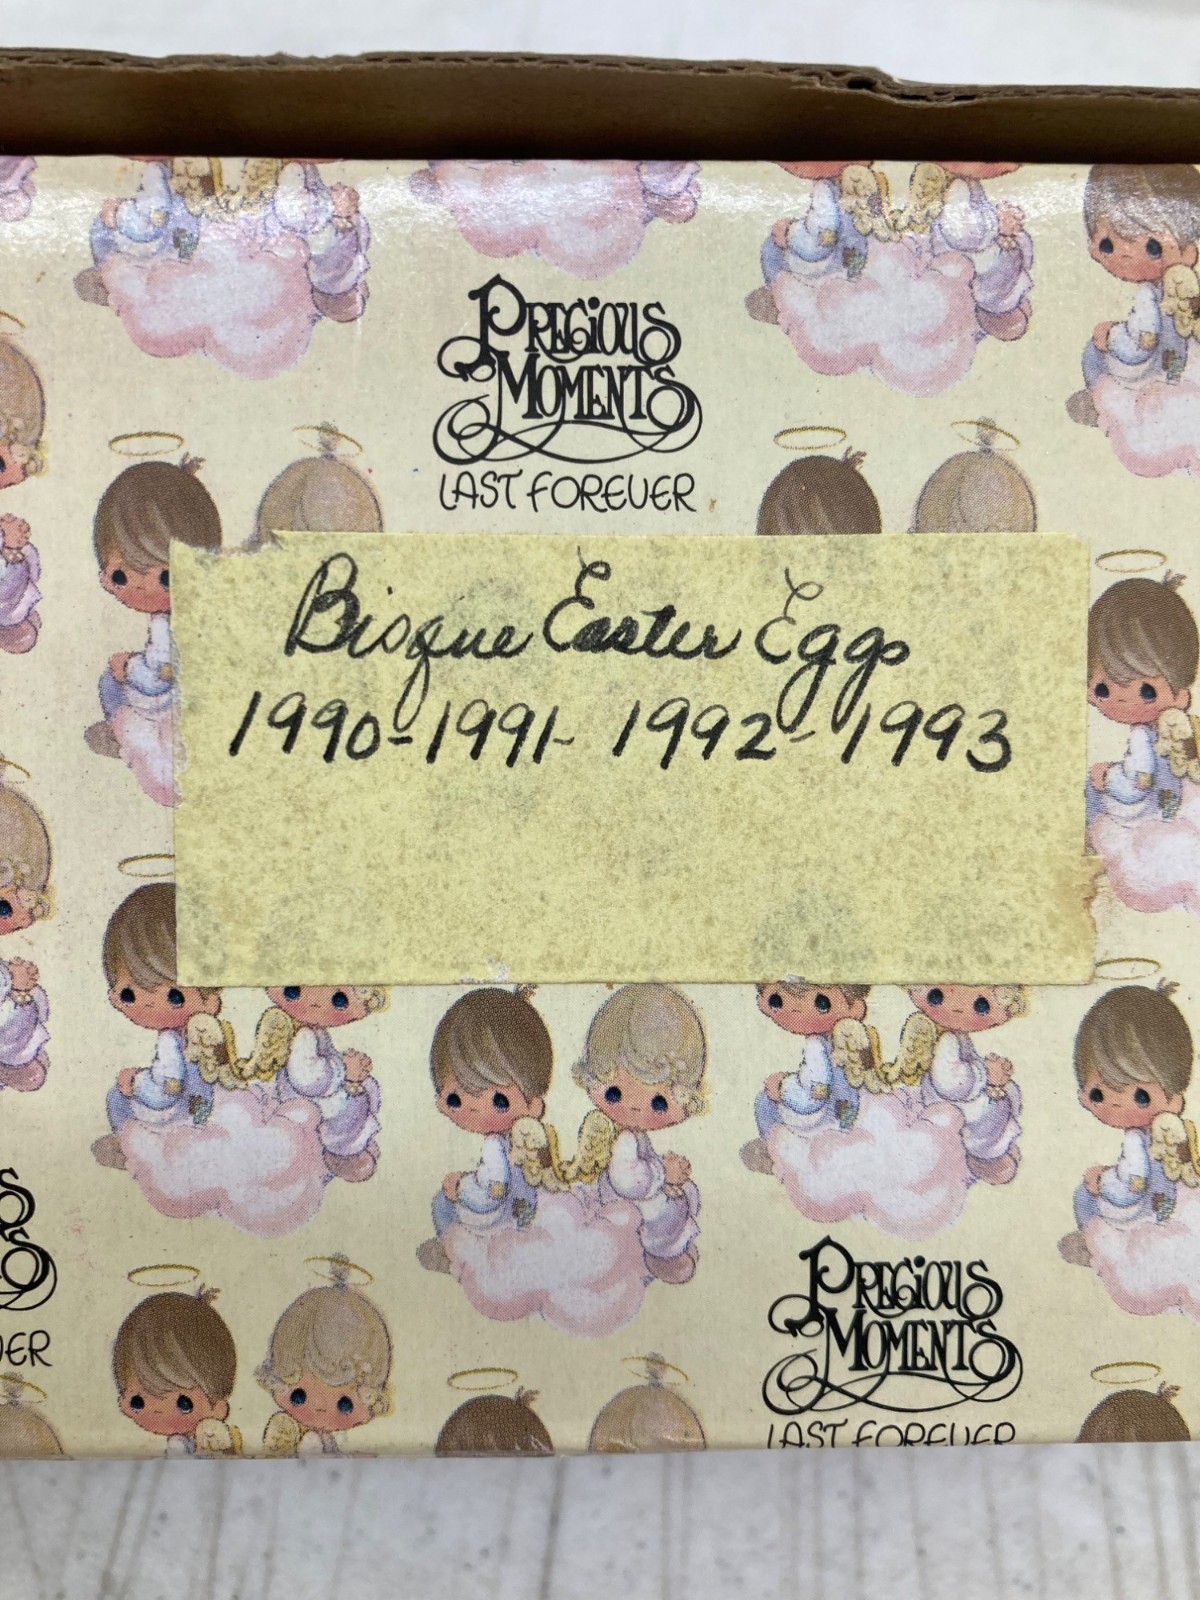 PRECIOUS
MOMENTS
LAST FOREVER
Bisque Easter Eggs
1990-1991-1992-1993
PRECIOUS
MOMENTS
LAST FOREVER